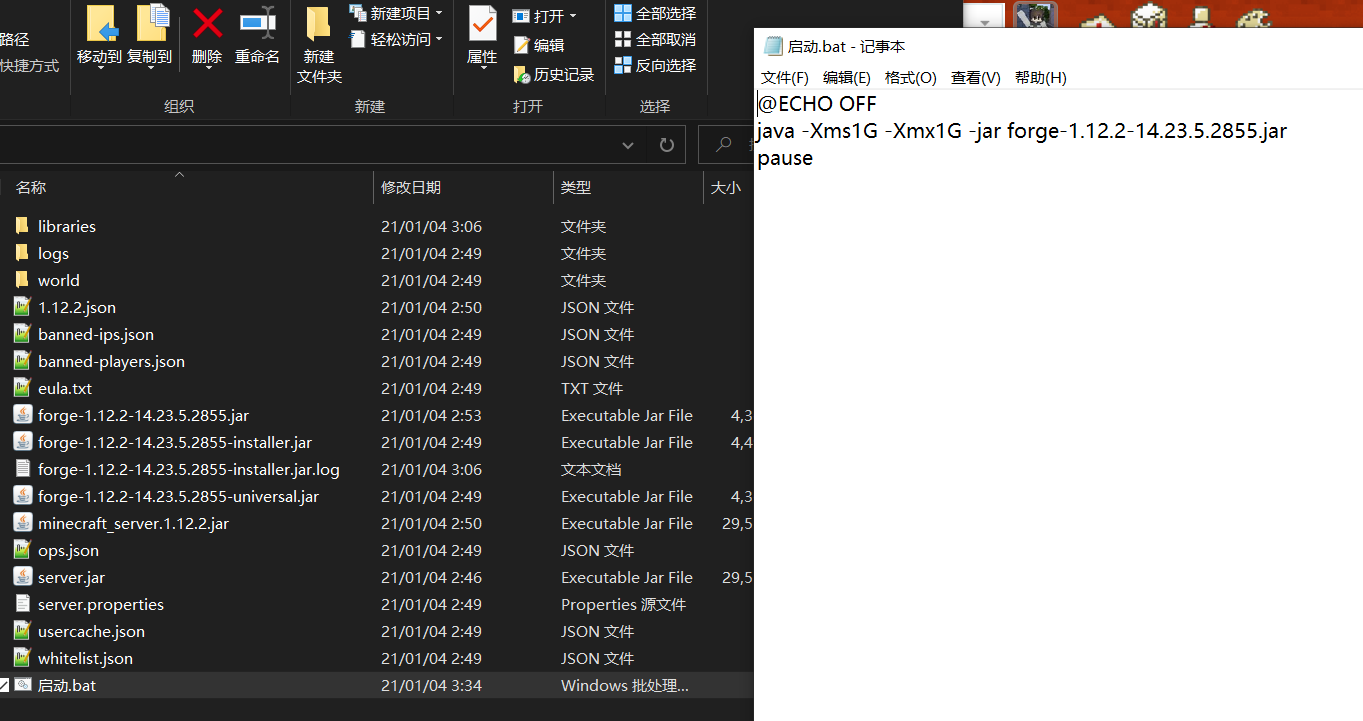 路径
快捷方式
移动到
复制到
删除
重命名
组织
新建
文件夹
新建项目
轻松访问
新建
属性
打开
编辑
历史记录
打开
全部选择
全部取消
反向选择
选择
名称 修改日期 类型 大小
libraries 21/01/04 3:06 文件夹
logs 21/01/04 2:49 文件夹
world 21/01/04 2:49 文件夹
1.12.2.json 21/01/04 2:50 JSON 文件
banned-ips.json 21/01/04 2:49 JSON 文件
banned-players.json 21/01/04 2:49 JSON 文件
eula.txt 21/01/04 2:49 TXT 文件
forge-1.12.2-14.23.5.2855.jar 21/01/04 2:53 Executable Jar File 4,3
forge-1.12.2-14.23.5.2855-installer.jar 21/01/04 2:49 Executable Jar File 4,4
forge-1.12.2-14.23.5.2855-installer.jar.log 21/01/04 3:06 文本文档
forge-1.12.2-14.23.5.2855-universal.jar 21/01/04 2:49 Executable Jar File 4,3
minecraft_server.1.12.2.jar 21/01/04 2:50 Executable Jar File 29,5
ops.json 21/01/04 2:49 JSON 文件
server.jar 21/01/04 2:46 Executable Jar File 29,5
server.properties 21/01/04 2:49 Properties 源文件
usercache.json 21/01/04 2:49 JSON 文件
whitelist.json 21/01/04 2:49 JSON 文件
启动.bat 21/01/04 3:34 Windows 批处理...
启动.bat - 记事本
文件(F) 编辑(E) 格式(O) 查看(V) 帮助(H)
@ECHO OFF
java -Xms1G -Xmx1G -jar forge-1.12.2-14.23.5.2855.jar
pause